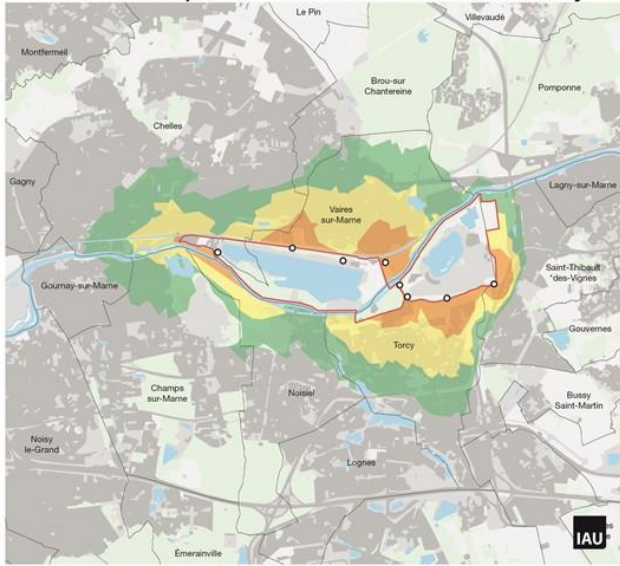 Le Pin
Villevaudé
Montfermeil
Brou-sur
Chantereine
Pomponne
Chelles
Gagny
Lagny-sur-Marne
Vaires
sur-Marne
Saint-Thibault
-des-Vignes
Gournay-sur-Marne
Gouvernes
Torcy
Champs
sur-Marne
Noisiel
Bussy
Saint-Martin
Noisy
le-Grand
Lognes
IAU
Émerainville